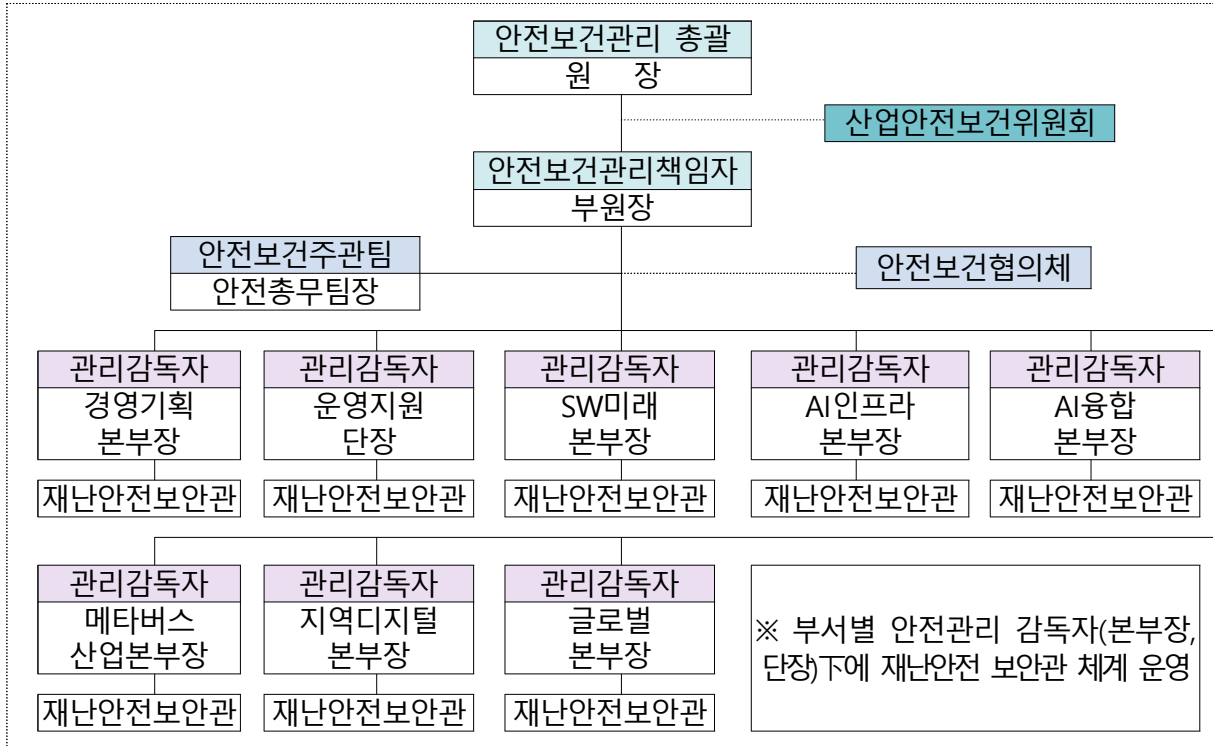 안전보건관리 총괄
원 장
산업안전보건위원회
안전보건관리책임자
부원장
안전보건주관팀
안전총무팀장
안전보건협의체
관리감독자
경영기획
본부장
재난안전보안관
관리감독자
운영지원
단장
재난안전보안관
관리감독자
SW미래
본부장
재난안전보안관
관리감독자
AI인프라
본부장
재난안전보안관
관리감독자
AI융합
본부장
재난안전보안관
관리감독자
메타버스
산업본부장
재난안전보안관
관리감독자
지역디지털
본부장
재난안전보안관
관리감독자
글로벌
본부장
재난안전보안관
※ 부서별 안전관리 감독자(본부장,
단장)下에 재난안전 보안관 체계 운영